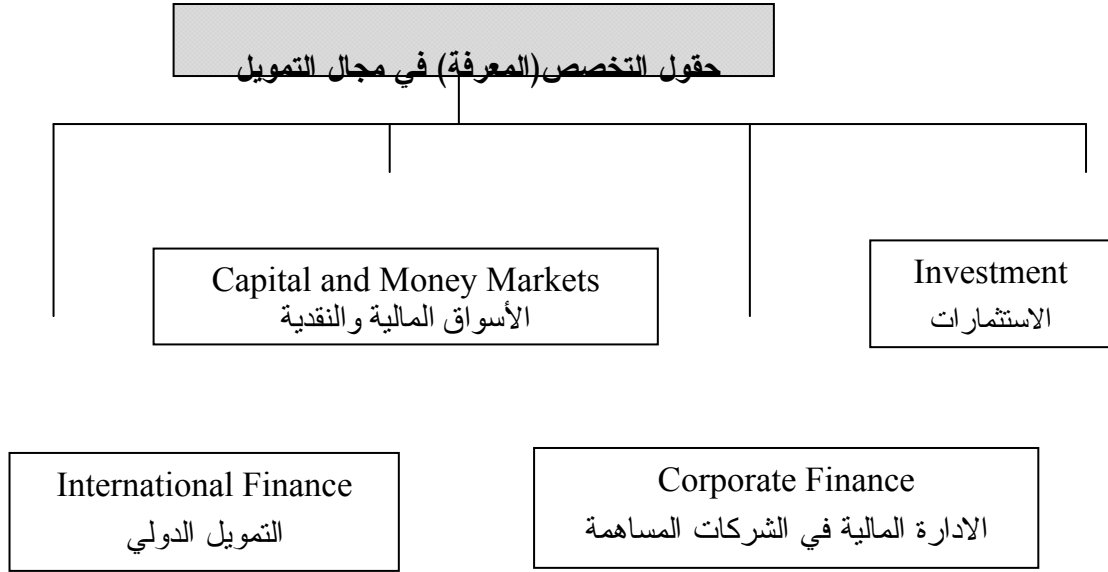 حقول التخصص(المعرفة) في مجال التمويل
Capital and Money Markets
الأسواق المالية والنقدية
Investment
الاستثمارات
International Finance
التمويل الدولي
Corporate Finance
الادارة المالية في الشركات المساهمة